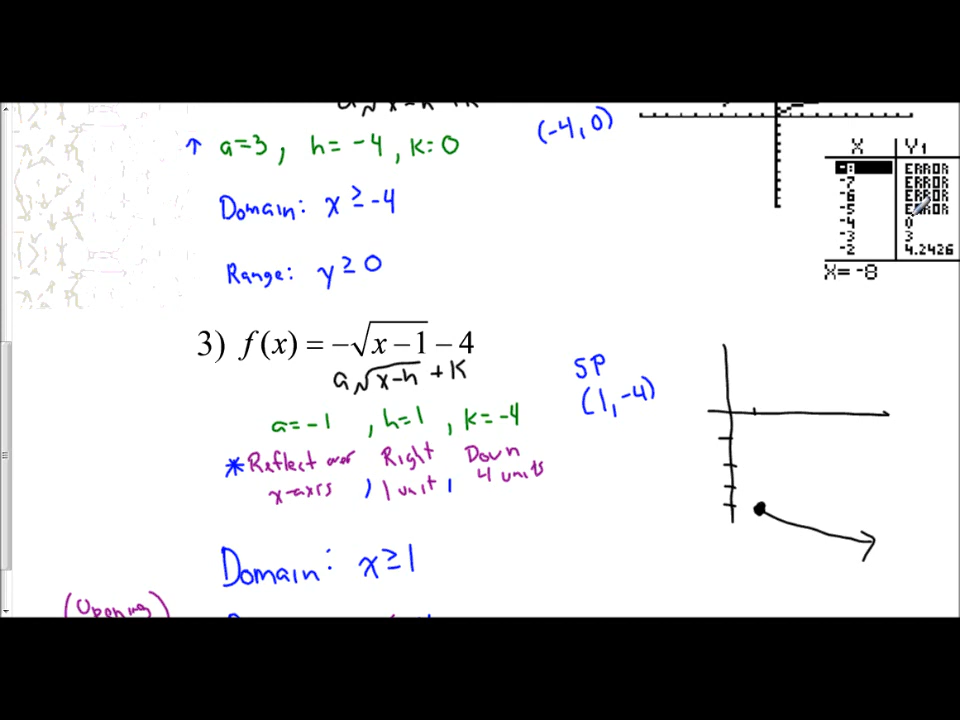 a√x-h + k
↑ a=3 , h= -4 , k=0
(-4, 0)
Domain: x ≥ -4
Range: y ≥ 0
X Y1
-8 ERROR
-7 ERROR
-6 ERROR
-5 ERROR
-4 0
-3 3
-2 4.2426
X= -8
3) f(x) = -√x-1 - 4
a√x-h + k
SP
(1, -4)
a= -1 , h=1 , k= -4
*Reflect over Right Down
x-axis , 1 unit , 4 units
Domain: x≥1
(Opening)